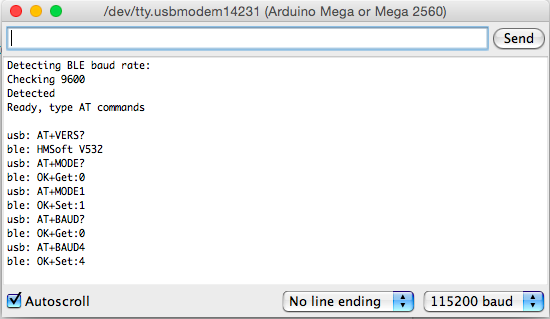 /dev/tty.usbmodem14231 (Arduino Mega or Mega 2560)
Send
Detecting BLE baud rate:
Checking 9600
Detected
Ready, type AT commands
usb: AT+VERS?
ble: HMSoft V532
usb: AT+MODE?
ble: OK+Get:0
usb: AT+MODE1
ble: OK+Set:1
usb: AT+BAUD?
ble: OK+Get:0
usb: AT+BAUD4
ble: OK+Set:4
Autoscroll No line ending 115200 baud